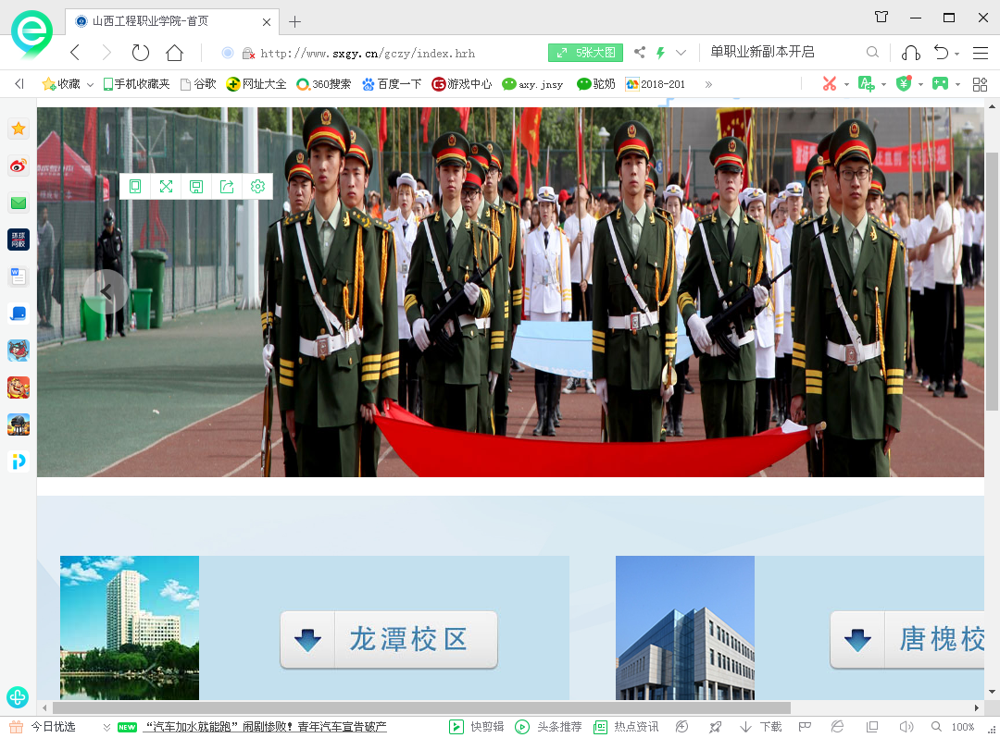 山西工程职业学院-首页
http://www.sxgy.cn/gczy/index.hrh
5张大图
单职业新副本开启
收藏
手机收藏夹
谷歌
网址大全
360搜索
百度一下
游戏中心
axy.jnsy
驼奶
2018-201
环球网校
龙潭校区
唐槐校
今日优选
NEW
“汽车加水就能跑”闹剧惨败！青年汽车宣告破产
快剪辑
头条推荐
热点资讯
下载
100%